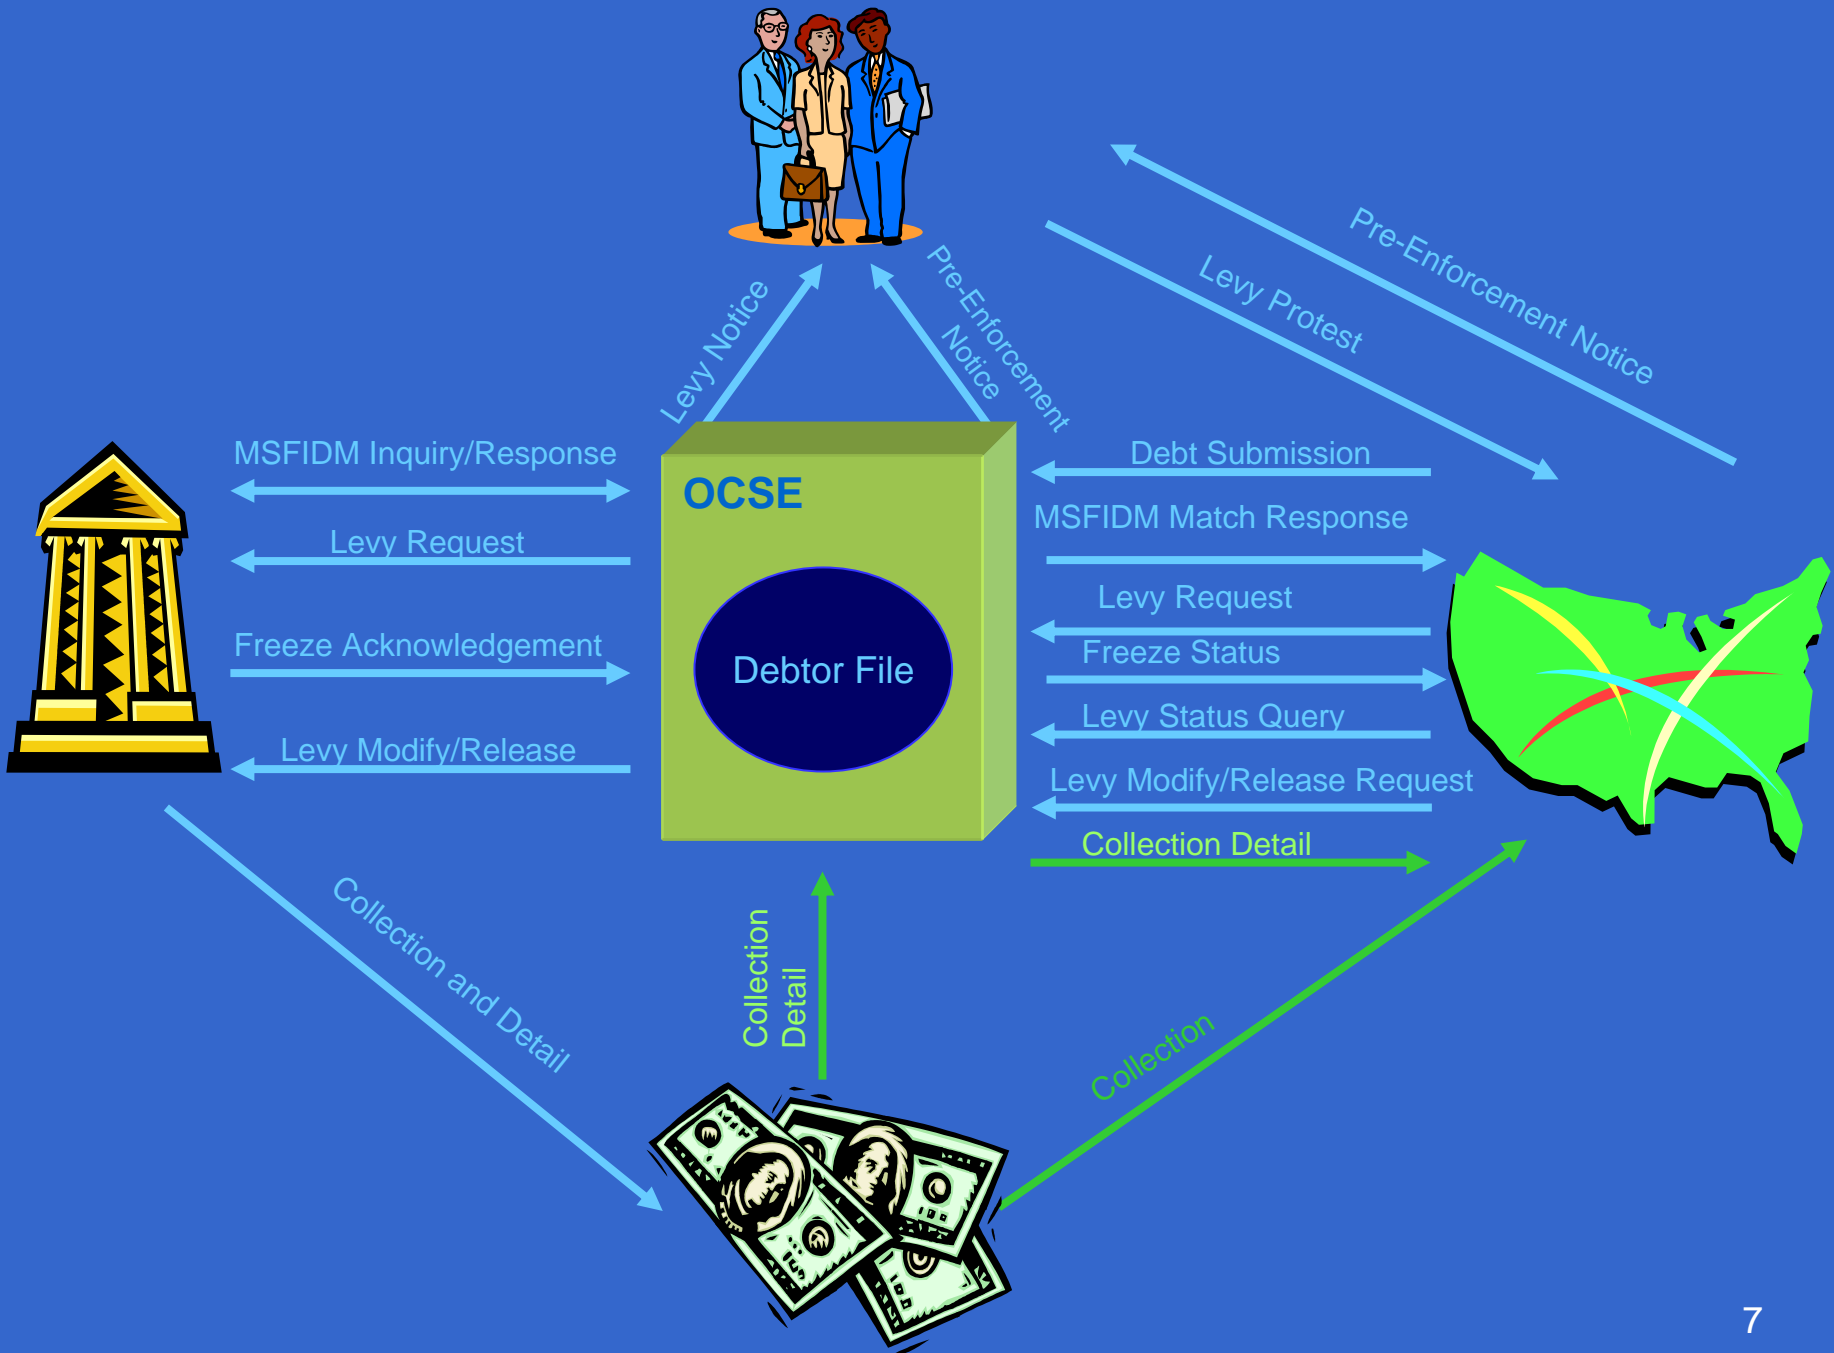 Pre-Enforcement Notice
Levy Protest
Levy Notice
Pre-Enforcement
Notice
MSFIDM Inquiry/Response
Levy Request
Freeze Acknowledgement
Levy Modify/Release
OCSE
Debtor File
Debt Submission
MSFIDM Match Response
Levy Request
Freeze Status
Levy Status Query
Levy Modify/Release Request
Collection Detail
Collection and Detail
Collection
Detail
Collection
7